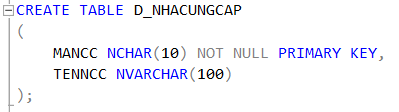 CREATE TABLE D_NHACUNGCAP
(
    MANCC NCHAR(10) NOT NULL PRIMARY KEY,
    TENNCC NVARCHAR(100)
);